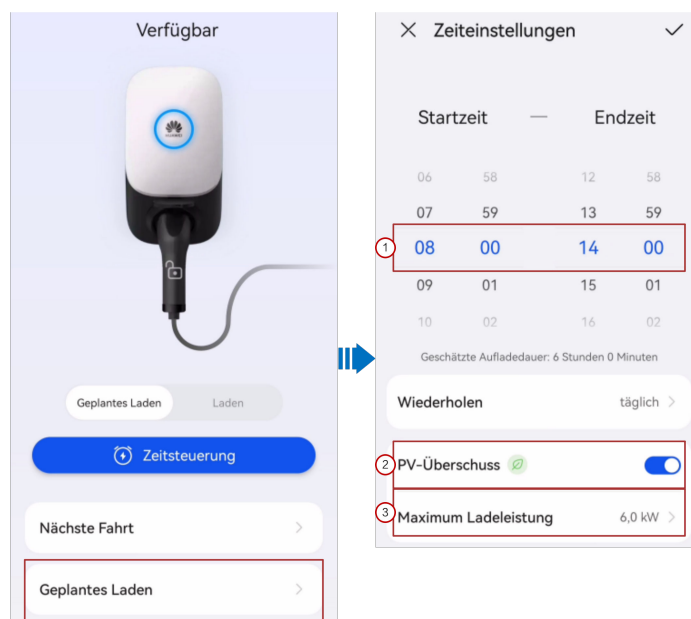 Verfügbar
HUAWEI
Geplantes Laden
Laden
Zeitsteuerung
Nächste Fahrt
Geplantes Laden
Zeiteinstellungen
Startzeit — Endzeit
06 58 12 58
07 59 13 59
1 08 00 14 00
09 01 15 01
10 02 16 02
Geschätzte Aufladedauer: 6 Stunden 0 Minuten
Wiederholen täglich
2 PV-Überschuss
3 Maximum Ladeleistung 6,0 kW